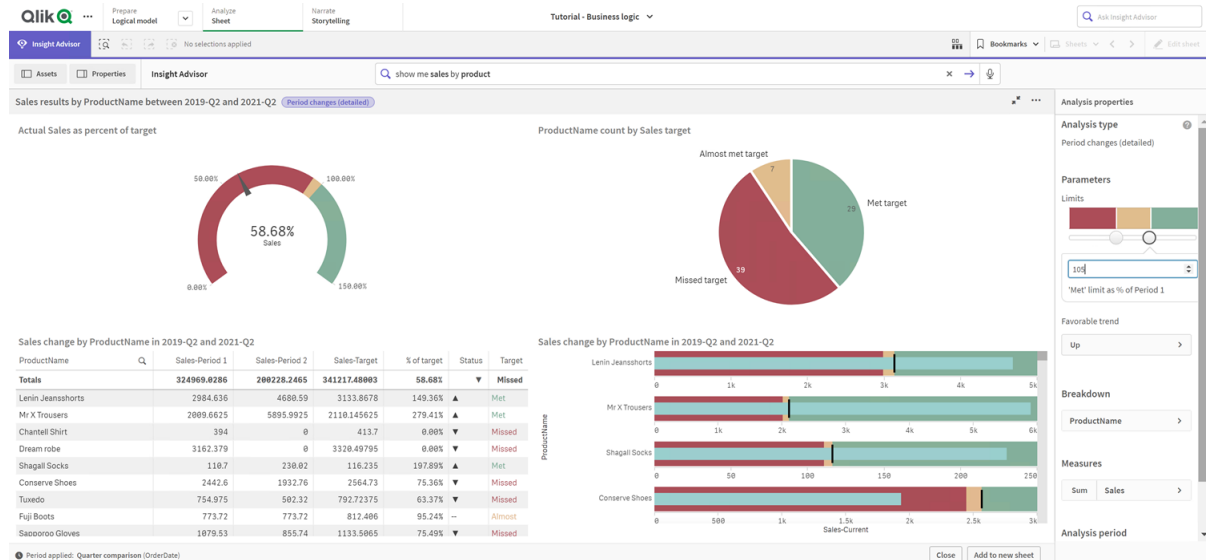 Qlik
Prepare
Logical model
Analyze
Sheet
Narrate
Storytelling
Tutorial - Business logic
Ask Insight Advisor
Insight Advisor
No selections applied
Bookmarks
Sheets
Edit sheet
Assets
Properties
Insight Advisor
show me sales by product
Sales results by ProductName between 2019-Q2 and 2021-Q2 Period changes (detailed)
Actual Sales as percent of target
50.00% 100.00%
58.68%
Sales
0.00% 150.00%
ProductName count by Sales target
Almost met target
7
29 Met target
39
Missed target
Sales change by ProductName in 2019-Q2 and 2021-Q2
ProductName Sales-Period 1 Sales-Period 2 Sales-Target % of target Status Target
Totals 324969.0286 200228.2465 341217.48003 58.68% ▼ Missed
Lenin Jeansshorts 2984.636 4680.59 3133.8678 149.36% ▲ Met
Mr X Trousers 2009.6625 5895.9925 2110.145625 279.41% ▲ Met
Chantell Shirt 394 0 413.7 0.00% ▼ Missed
Dream robe 3162.379 0 3320.49795 0.00% ▼ Missed
Shagall Socks 110.7 230.02 116.235 197.89% ▲ Met
Conserve Shoes 2442.6 1932.76 2564.73 75.36% ▼ Missed
Tuxedo 754.975 502.32 792.72375 63.37% ▼ Missed
Fuji Boots 773.72 773.72 812.406 95.24% -- Almost
Sapporoo Gloves 1079.53 855.74 1133.5065 75.49% ▼ Missed
Sales change by ProductName in 2019-Q2 and 2021-Q2
ProductName
Lenin Jeansshorts
0 1k 2k 3k 4k 5k
Mr X Trousers
0 1k 2k 3k 4k 5k 6k
Shagall Socks
0 50 100 150 200 250
Conserve Shoes
0 500 1k 1.5k 2k 2.5k 3k
Sales-Current
Analysis properties
Analysis type
Period changes (detailed)
Parameters
Limits
105
'Met' limit as % of Period 1
Favorable trend
Up
Breakdown
ProductName
Measures
Sum Sales
Analysis period
Period applied: Quarter comparison (OrderDate)
Close
Add to new sheet